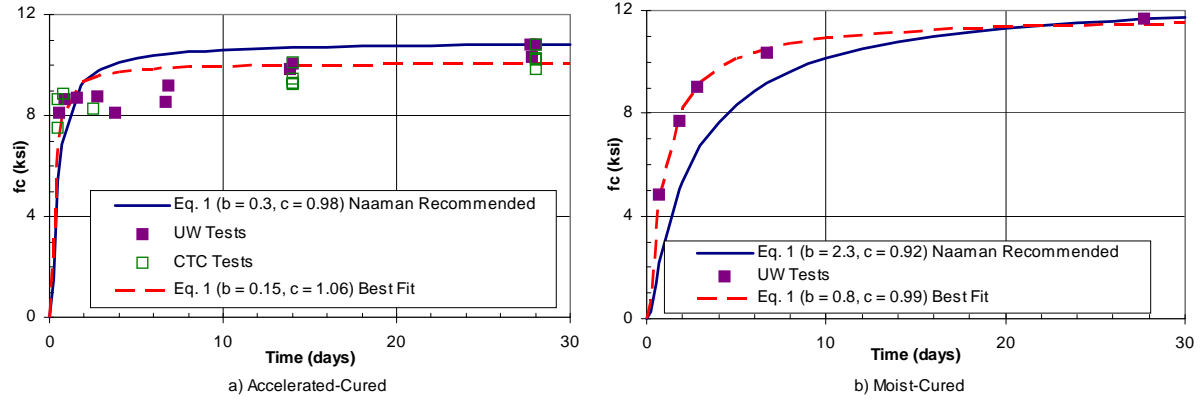 12
8
4
0
fc (ksi)
0
10
20
30
Time (days)
Eq. 1 (b = 0.3, c = 0.98) Naaman Recommended
UW Tests
CTC Tests
Eq. 1 (b = 0.15, c = 1.06) Best Fit
a) Accelerated-Cured
12
8
4
0
fc (ksi)
0
10
20
30
Time (days)
Eq. 1 (b = 2.3, c = 0.92) Naaman Recommended
UW Tests
Eq. 1 (b = 0.8, c = 0.99) Best Fit
b) Moist-Cured